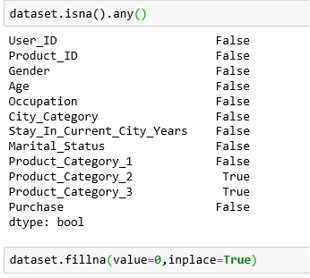 dataset.isna().any()
User_ID False
Product_ID False
Gender False
Age False
Occupation False
City_Category False
Stay_In_Current_City_Years False
Marital_Status False
Product_Category_1 False
Product_Category_2 True
Product_Category_3 True
Purchase False
dtype: bool
dataset.fillna(value=0,inplace=True)